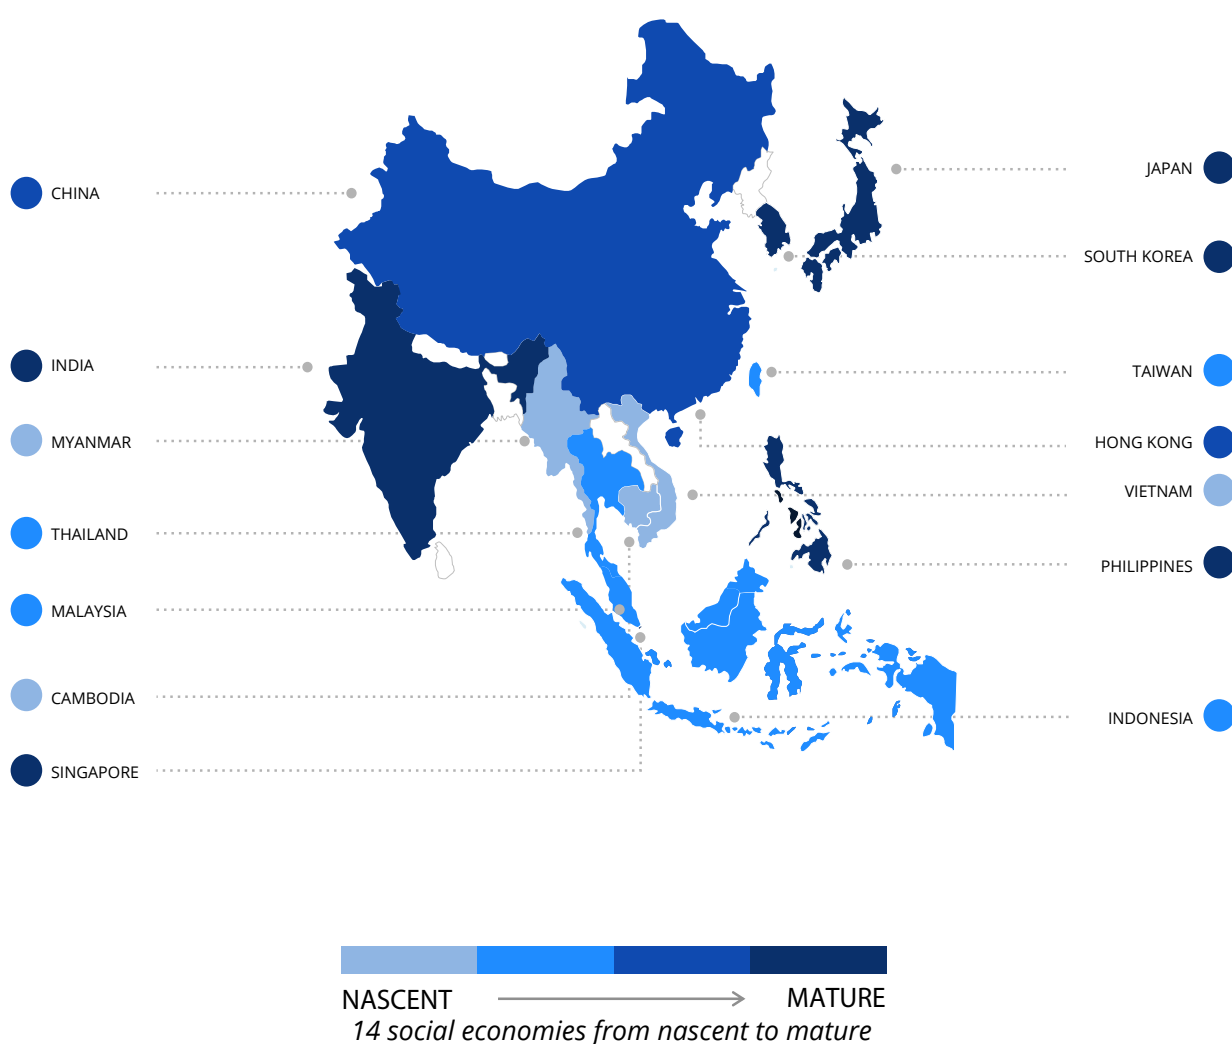 CHINA
INDIA
MYANMAR
THAILAND
MALAYSIA
CAMBODIA
SINGAPORE
JAPAN
SOUTH KOREA
TAIWAN
HONG KONG
VIETNAM
PHILIPPINES
INDONESIA
NASCENT
MATURE
14 social economies from nascent to mature